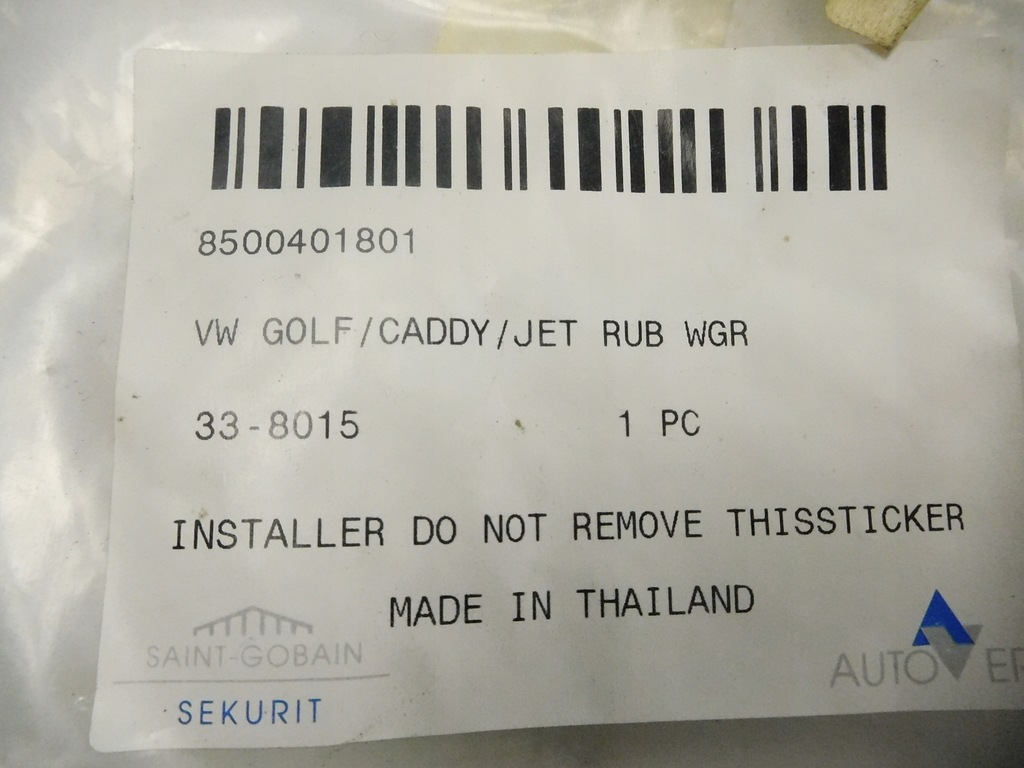 8500401801
VW GOLF/CADDY/JET RUB WGR
33-8015 1 PC
INSTALLER DO NOT REMOVE THISSTICKER
MADE IN THAILAND
SAINT-GOBAIN
SEKURIT
AUTOVER